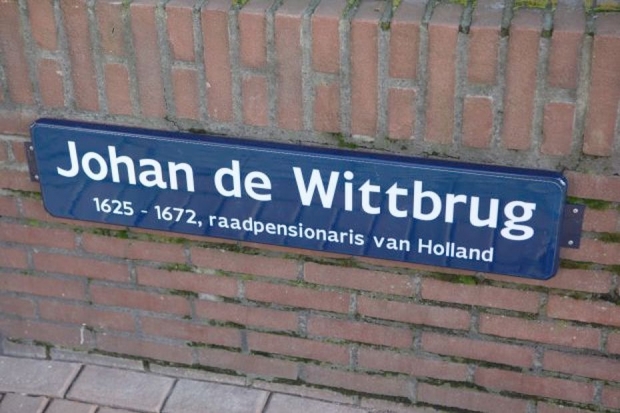 Johan de Wittbrug
1625 - 1672, raadpensionaris van Holland